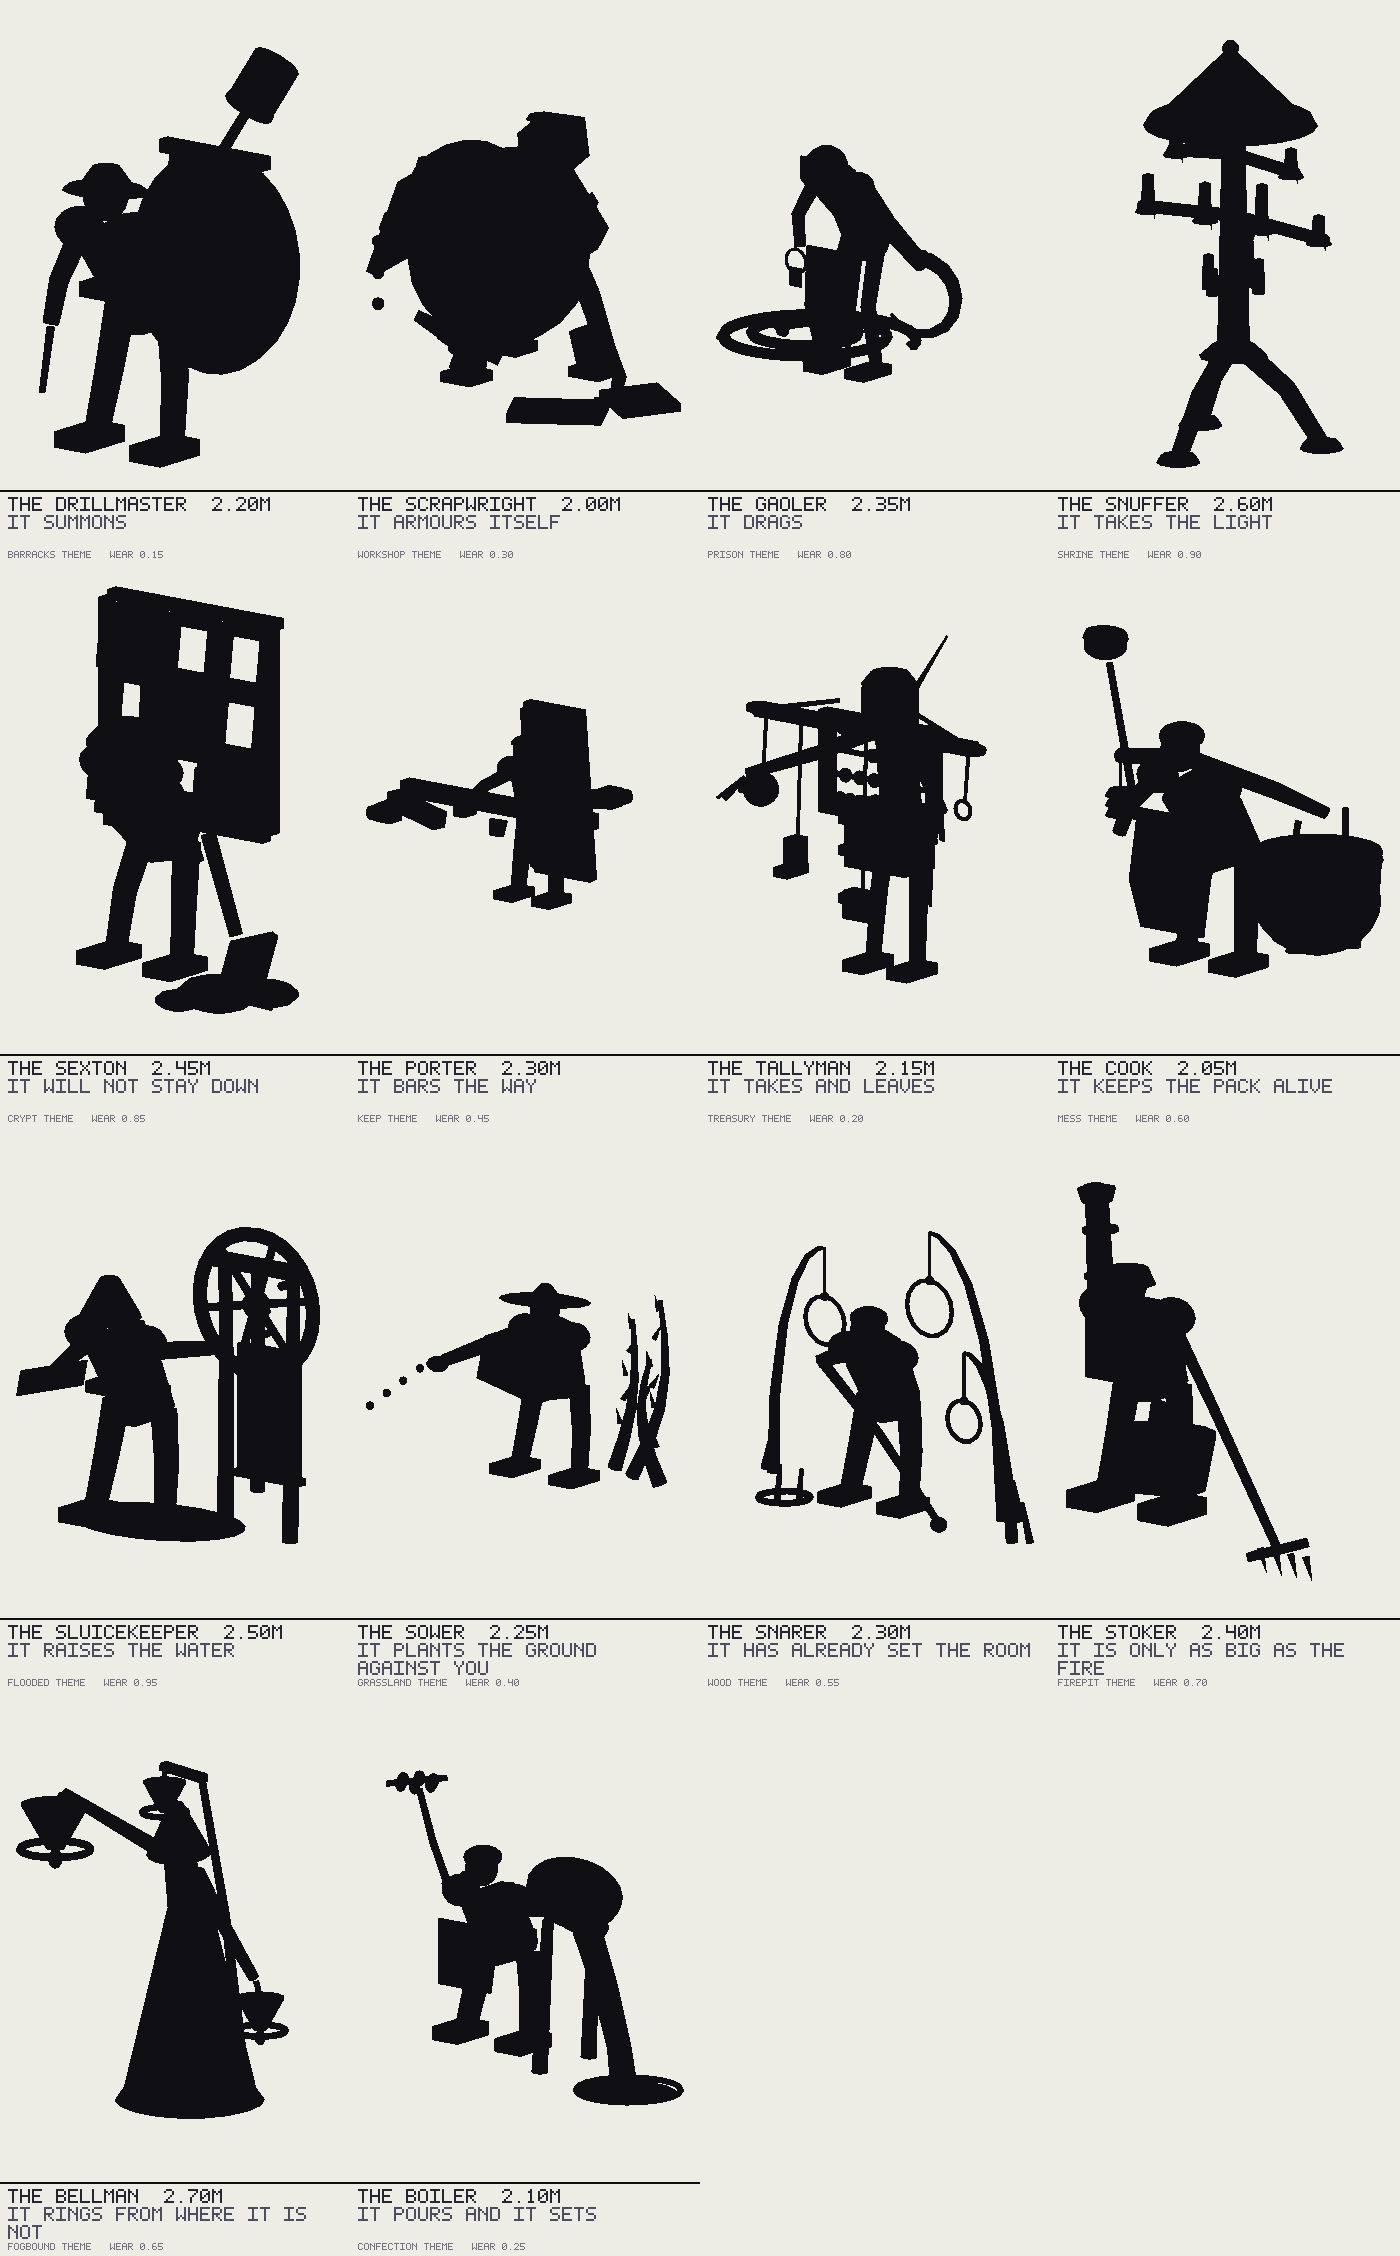 THE DRILLMASTER 2.20M
IT SUMMONS
BARRACKS THEME WEAR 0.15
THE SCRAPWRIGHT 2.00M
IT ARMOURS ITSELF
WORKSHOP THEME WEAR 0.30
THE GAOLER 2.35M
IT DRAGS
PRISON THEME WEAR 0.80
THE SNUFFER 2.60M
IT TAKES THE LIGHT
SHRINE THEME WEAR 0.90
THE SEXTON 2.45M
IT WILL NOT STAY DOWN
CRYPT THEME WEAR 0.85
THE PORTER 2.30M
IT BARS THE WAY
KEEP THEME WEAR 0.45
THE TALLYMAN 2.15M
IT TAKES AND LEAVES
TREASURY THEME WEAR 0.20
THE COOK 2.05M
IT KEEPS THE PACK ALIVE
MESS THEME WEAR 0.60
THE SLUICEKEEPER 2.50M
IT RAISES THE WATER
FLOODED THEME WEAR 0.95
THE SOWER 2.25M
IT PLANTS THE GROUND
AGAINST YOU
GRASSLAND THEME WEAR 0.40
THE SNARER 2.30M
IT HAS ALREADY SET THE ROOM
WOOD THEME WEAR 0.55
THE STOKER 2.40M
IT IS ONLY AS BIG AS THE
FIRE
FIREPIT THEME WEAR 0.70
THE BELLMAN 2.70M
IT RINGS FROM WHERE IT IS
NOT
FOGBOUND THEME WEAR 0.65
THE BOILER 2.10M
IT POURS AND IT SETS
CONFECTION THEME WEAR 0.25